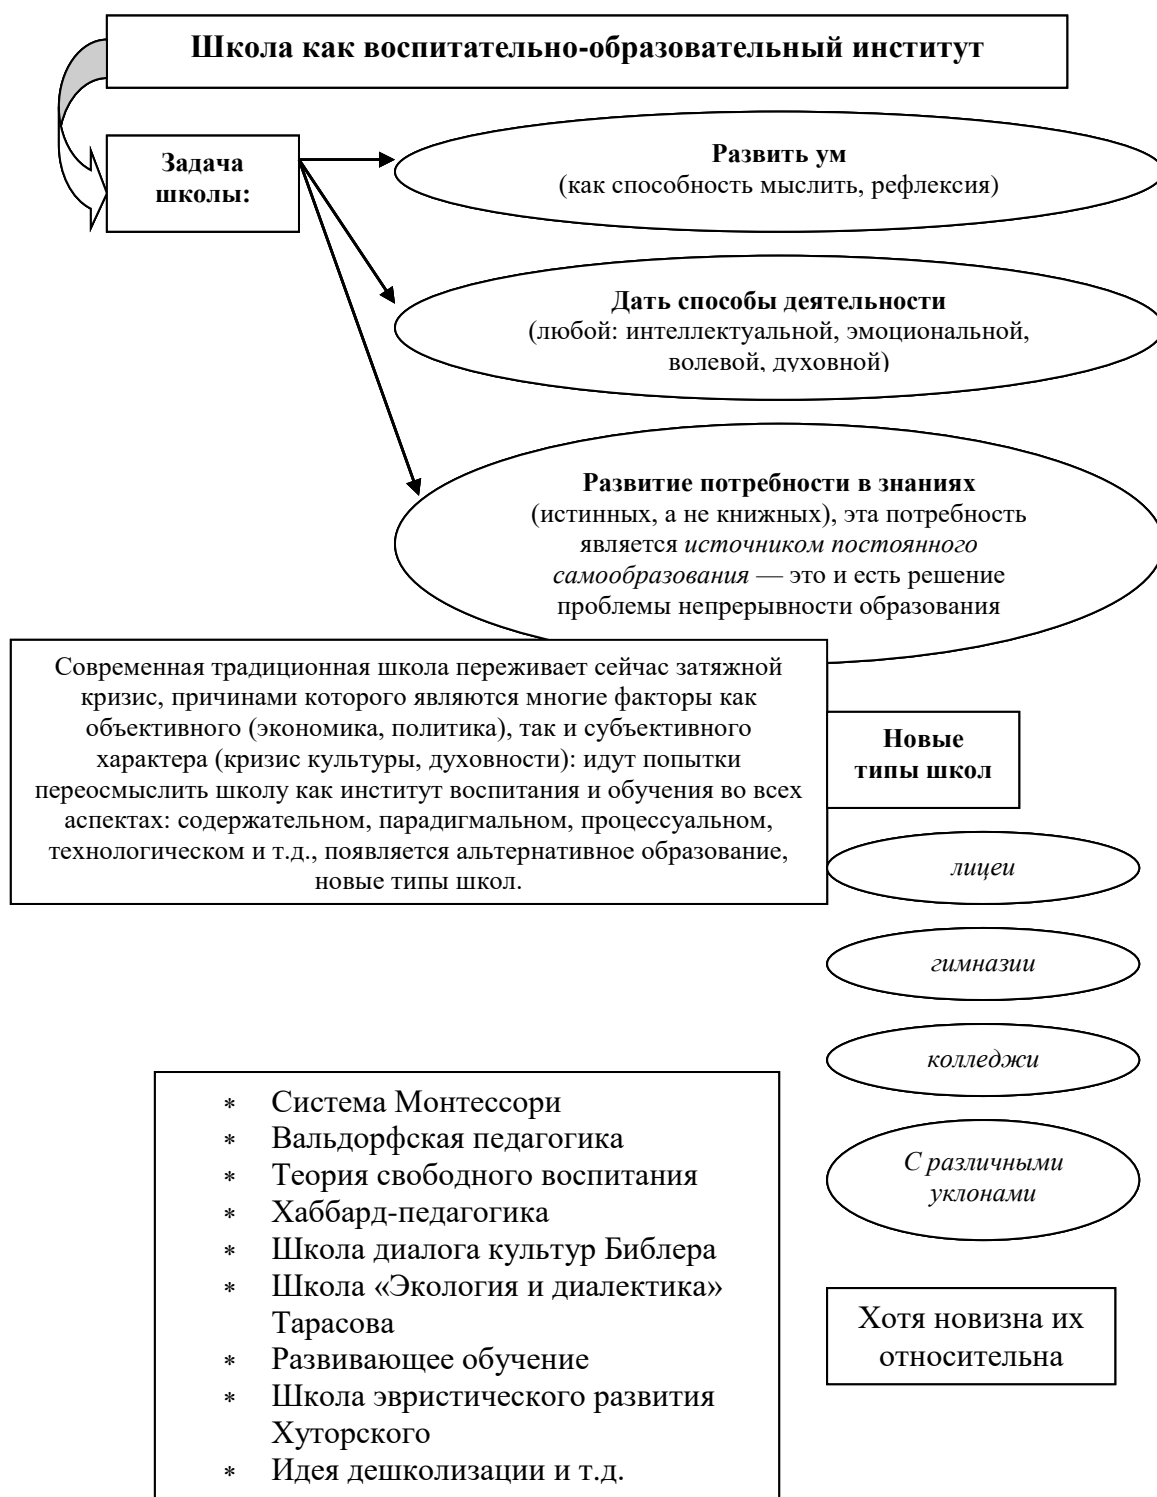 Школа как воспитательно-образовательный институт
Задача
школы:
Развить ум
(как способность мыслить, рефлексия)
Дать способы деятельности
(любой: интеллектуальной, эмоциональной,
волевой, духовной)
Развитие потребности в знаниях
(истинных, а не книжных), эта потребность
является источником постоянного
самообразования — это и есть решение
проблемы непрерывности образования
Современная традиционная школа переживает сейчас затяжной
кризис, причинами которого являются многие факторы как
объективного (экономика, политика), так и субъективного
характера (кризис культуры, духовности): идут попытки
переосмыслить школу как институт воспитания и обучения во всех
аспектах: содержательном, парадигмальном, процессуальном,
технологическом и т.д., появляется альтернативное образование,
новые типы школ.
Новые
типы школ
лицеи
гимназии
колледжи
С различными
уклонами
Хотя новизна их
относительна
* Система Монтессори
* Вальдорфская педагогика
* Теория свободного воспитания
* Хаббард-педагогика
* Школа диалога культур Библера
* Школа «Экология и диалектика»
Тарасова
* Развивающее обучение
* Школа эвристического развития
Хуторского
* Идея дешколизации и т.д.